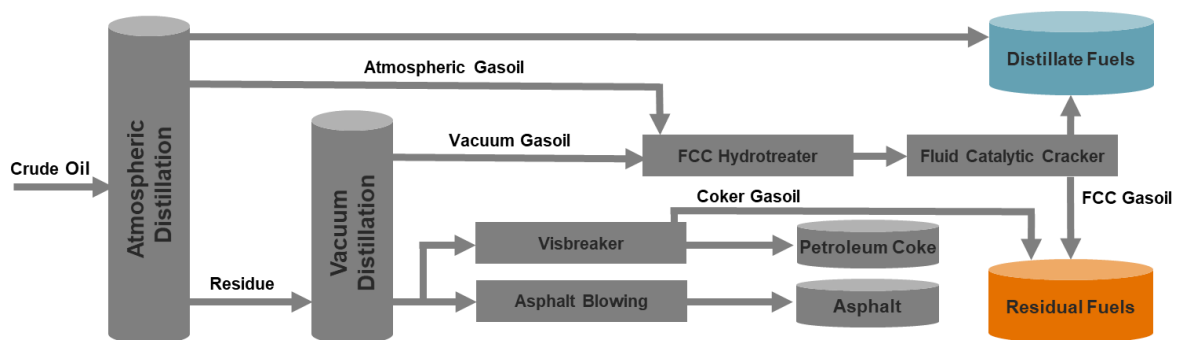 Atmospheric Gasoil
Distillate Fuels
Crude Oil
Atmospheric
Distillation
Vacuum Gasoil
FCC Hydrotreater
Fluid Catalytic Cracker
Vacuum
Distillation
Coker Gasoil
FCC Gasoil
Visbreaker
Petroleum Coke
Residue
Asphalt Blowing
Asphalt
Residual Fuels